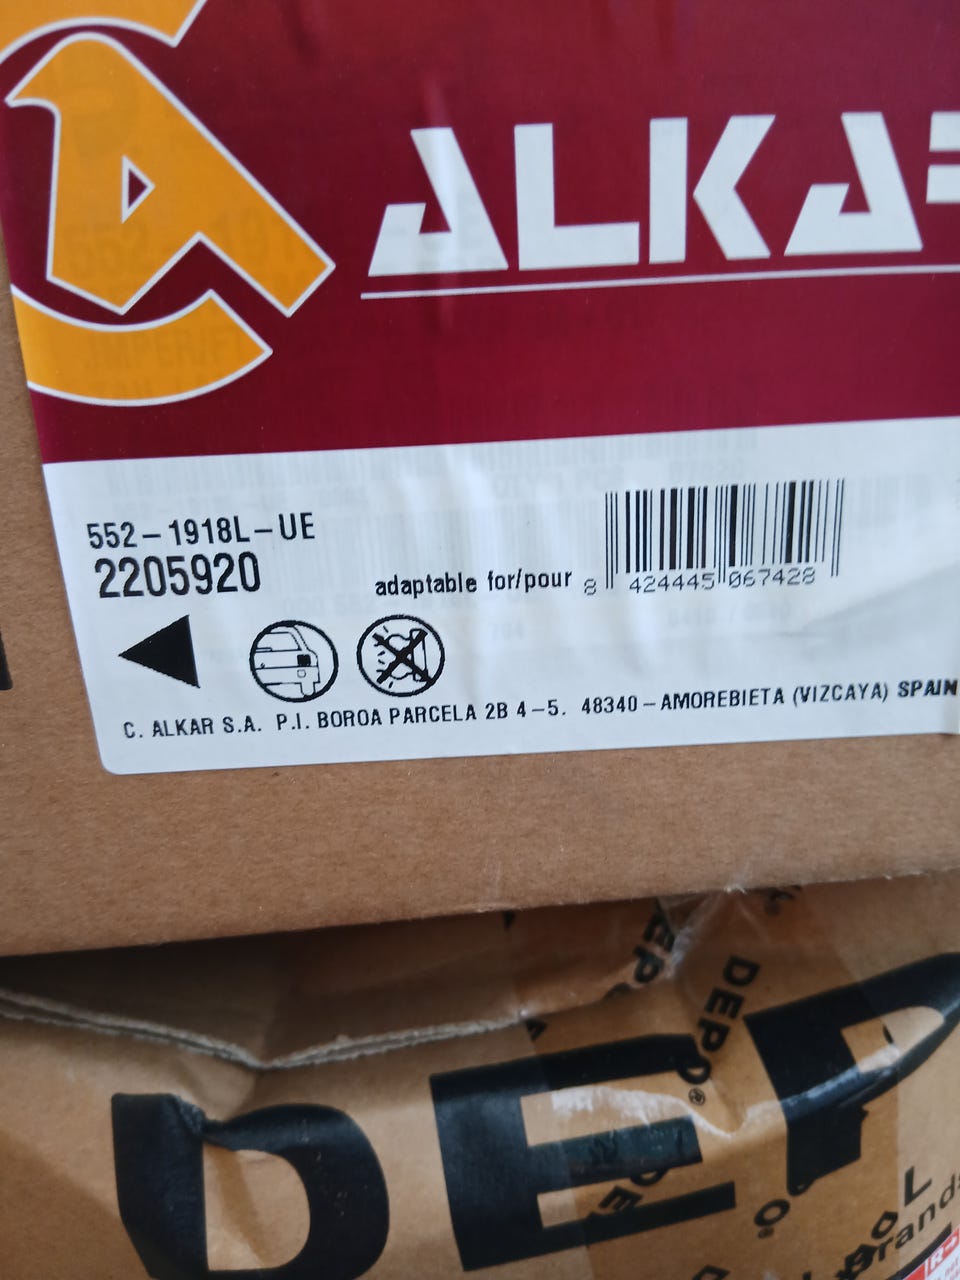 ALKAR
552-1918L-UE
2205920
adaptable for/pour
8 424445 067428
C. ALKAR S.A. P.I. BOROA PARCELA 2B 4-5. 48340-AMOREBIETA (VIZCAYA) SPAIN
DEPO
DEPO®
DEPO